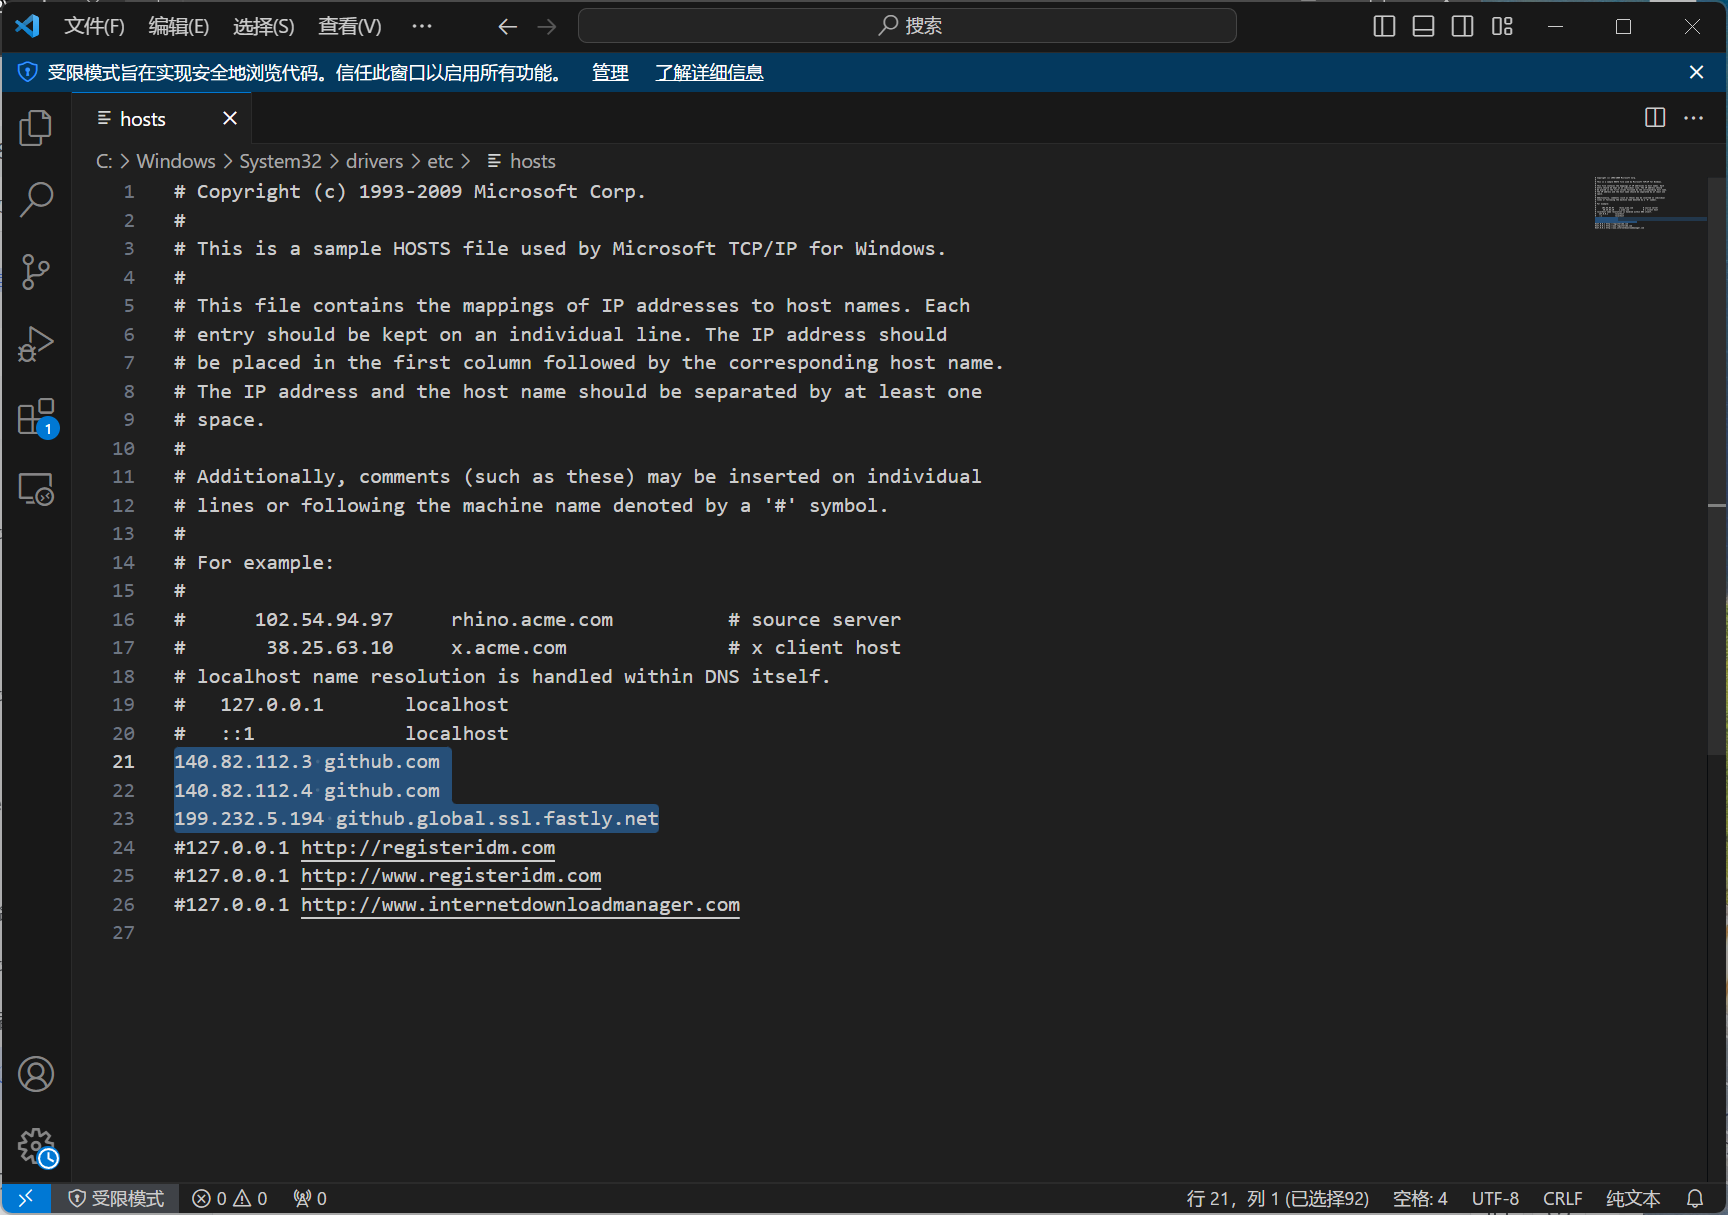 文件(F) 编辑(E) 选择(S) 查看(V) ··· 搜索
受限模式旨在实现安全地浏览代码。信任此窗口以启用所有功能。 管理 了解详细信息
hosts
C: > Windows > System32 > drivers > etc > hosts
1 # Copyright (c) 1993-2009 Microsoft Corp.
2 #
3 # This is a sample HOSTS file used by Microsoft TCP/IP for Windows.
4 #
5 # This file contains the mappings of IP addresses to host names. Each
6 # entry should be kept on an individual line. The IP address should
7 # be placed in the first column followed by the corresponding host name.
8 # The IP address and the host name should be separated by at least one
9 # space.
10 #
11 # Additionally, comments (such as these) may be inserted on individual
12 # lines or following the machine name denoted by a '#' symbol.
13 #
14 # For example:
15 #
16 #      102.54.94.97     rhino.acme.com          # source server
17 #       38.25.63.10     x.acme.com              # x client host
18 # localhost name resolution is handled within DNS itself.
19 #   127.0.0.1       localhost
20 #   ::1             localhost
21 140.82.112.3 github.com
22 140.82.112.4 github.com
23 199.232.5.194 github.global.ssl.fastly.net
24 #127.0.0.1 http://registeridm.com
25 #127.0.0.1 http://www.registeridm.com
26 #127.0.0.1 http://www.internetdownloadmanager.com
27
1
受限模式 0 0 0 行 21，列 1 (已选择92) 空格: 4 UTF-8 CRLF 纯文本